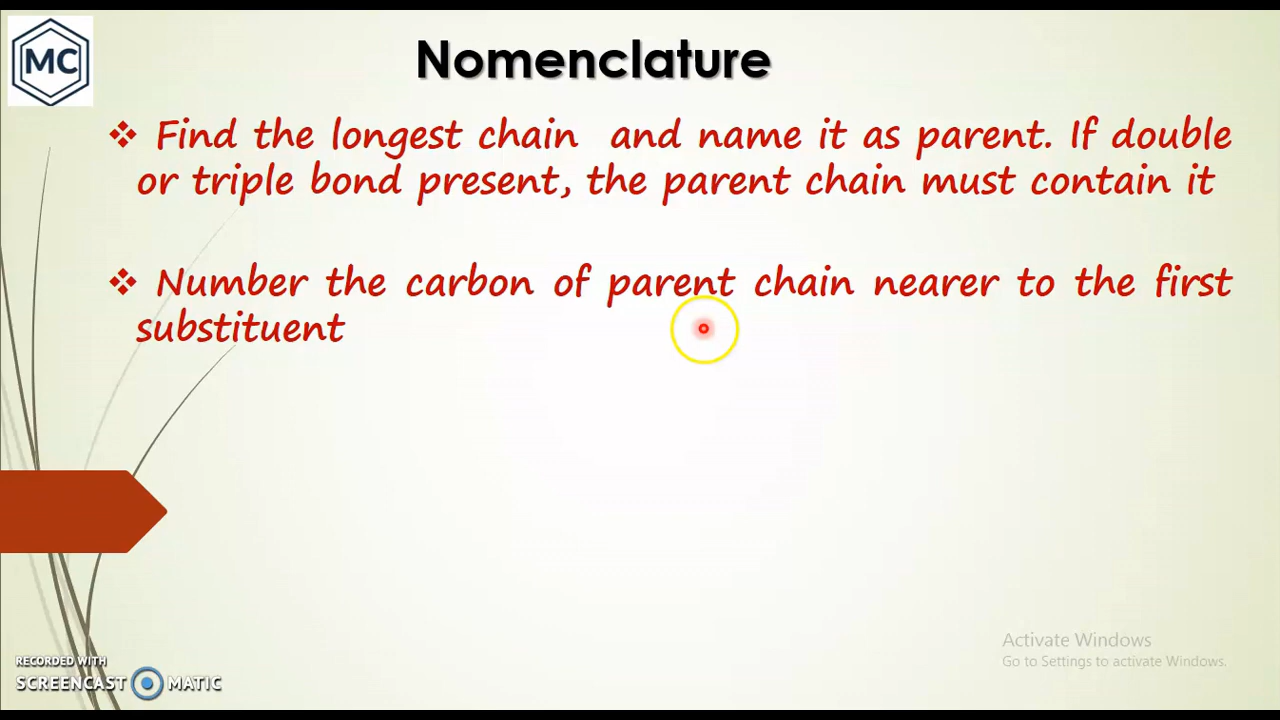 MC
Nomenclature
❖ Find the longest chain and name it as parent. If double
or triple bond present, the parent chain must contain it
❖ Number the carbon of parent chain nearer to the first
substituent
Activate Windows
Go to Settings to activate Windows.
RECORDED WITH
SCREENCAST MATIC